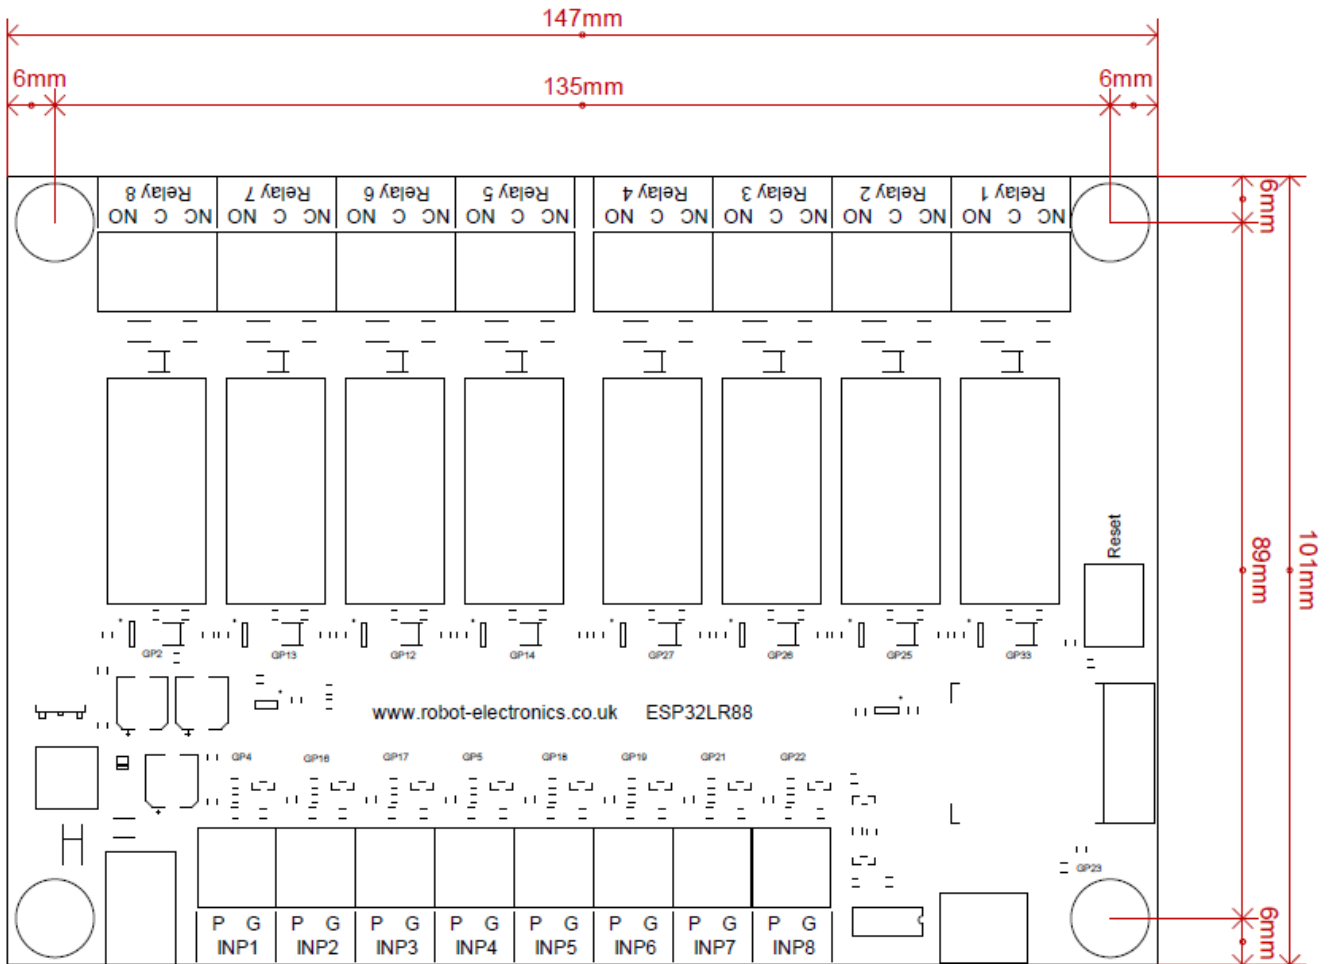 147mm
6mm 135mm 6mm
Relay 8 Relay 7 Relay 6 Relay 5 Relay 4 Relay 3 Relay 2 Relay 1
NO C NC NO C NC NO C NC NO C NC NO C NC NO C NC NO C NC NO C NC
6mm
Reset
89mm
101mm
GP2 GP13 GP12 GP14 GP27 GP26 GP25 GP33
www.robot-electronics.co.uk ESP32LR88
GP4 GP16 GP17 GP5 GP18 GP19 GP21 GP22
GP23
P G P G P G P G P G P G P G P G
INP1 INP2 INP3 INP4 INP5 INP6 INP7 INP8
6mm